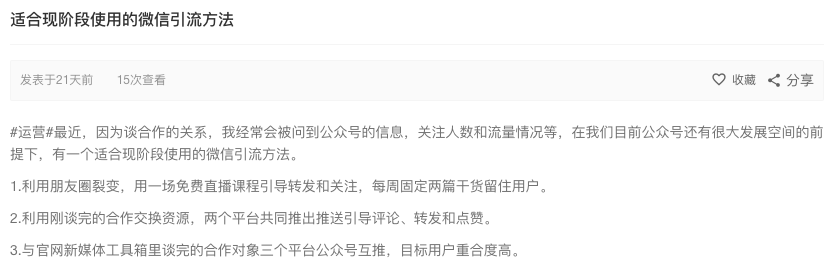 适合现阶段使用的微信引流方法
发表于21天前 15次查看 收藏 分享
#运营#最近，因为谈合作的关系，我经常会被问到公众号的信息，关注人数和流量情况等，在我们目前公众号还有很大发展空间的前
提下，有一个适合现阶段使用的微信引流方法。
1.利用朋友圈裂变，用一场免费直播课程引导转发和关注，每周固定两篇干货留住用户。
2.利用刚谈完的合作交换资源，两个平台共同推出推送引导评论、转发和点赞。
3.与官网新媒体工具箱里谈完的合作对象三个平台公众号互推，目标用户重合度高。